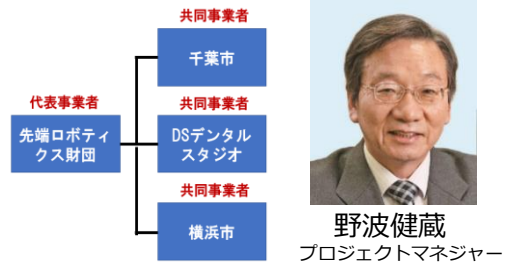 共同事業者
千葉市
代表事業者
先端ロボティ
クス財団
共同事業者
DSデンタル
スタジオ
共同事業者
横浜市
野波健蔵
プロジェクトマネジャー